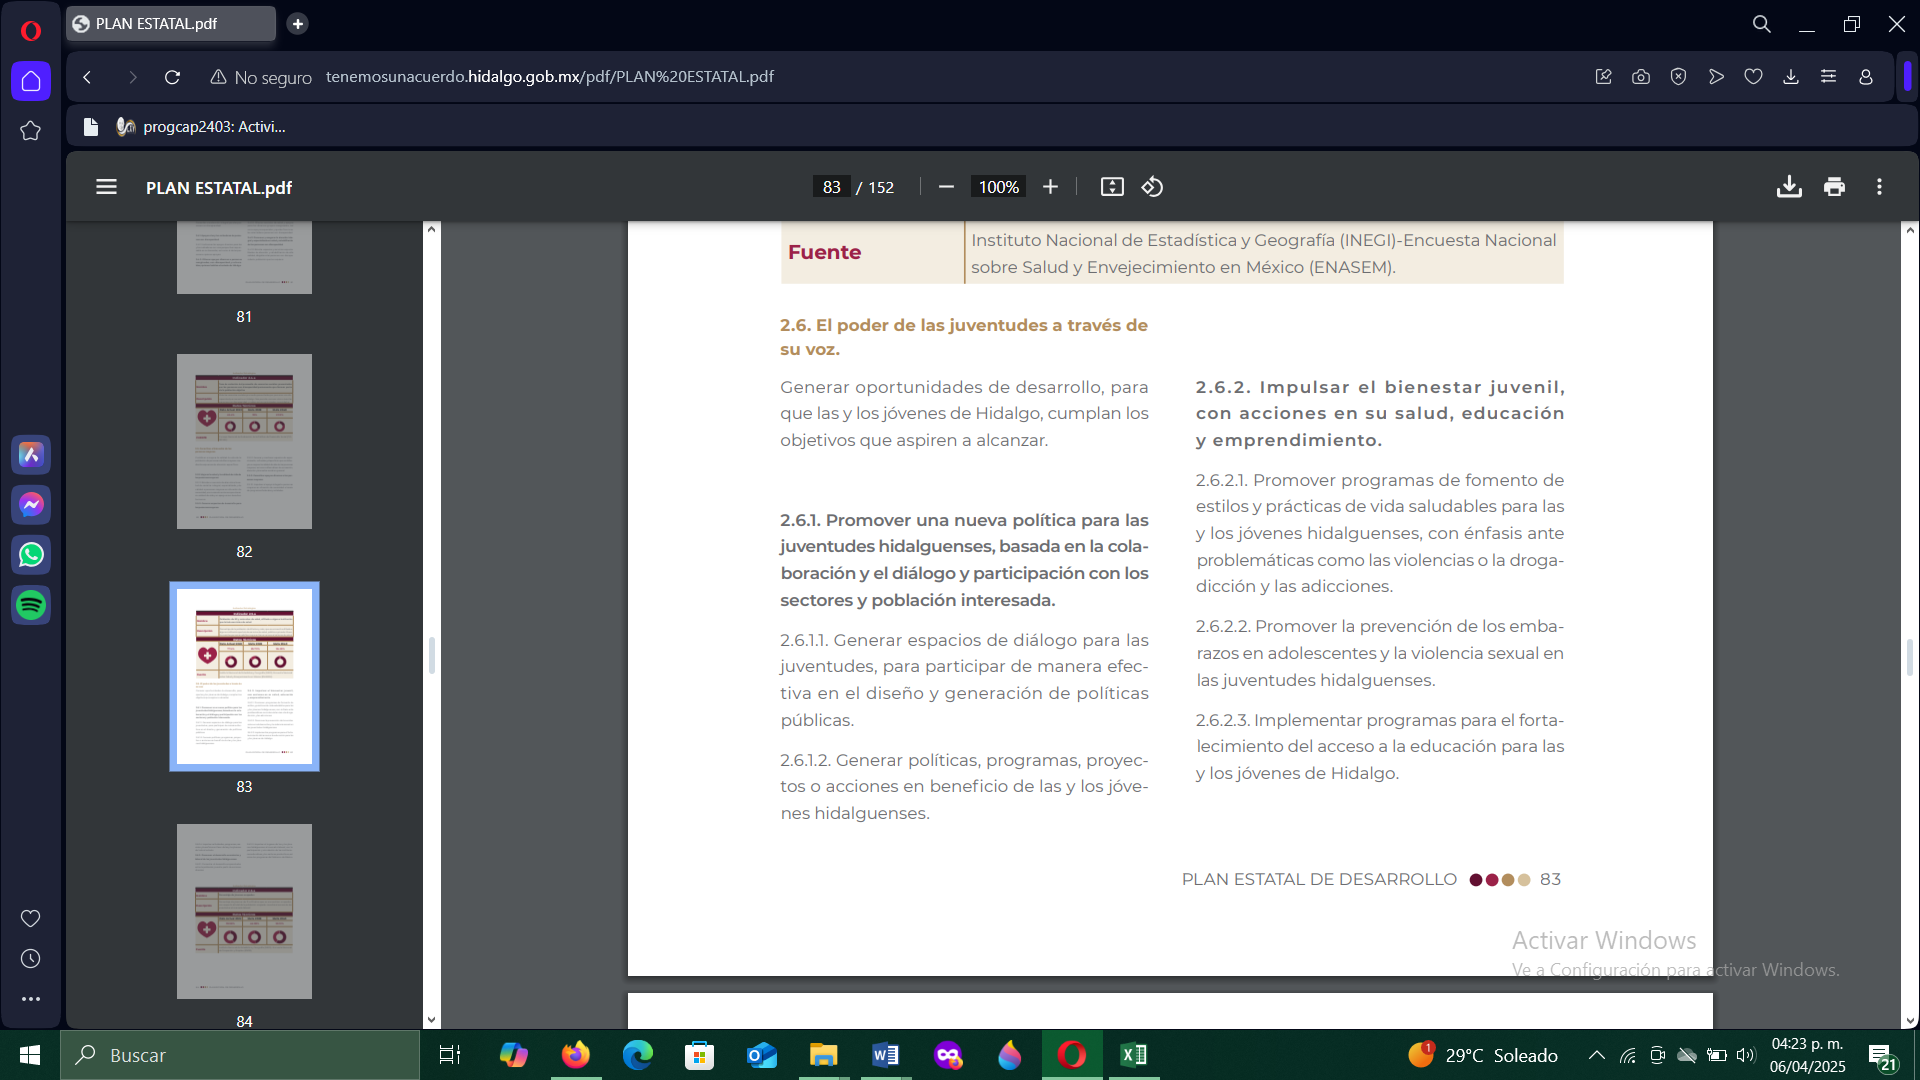 PLAN ESTATAL.pdf
No seguro
tenemosunacuerdo.hidalgo.gob.mx/pdf/PLAN%20ESTATAL.pdf
progcap2403: Activi...
PLAN ESTATAL.pdf
83 / 152
100%
81
82
83
84
Fuente
Instituto Nacional de Estadística y Geografía (INEGI)-Encuesta Nacional
sobre Salud y Envejecimiento en México (ENASEM).
2.6. El poder de las juventudes a través de
su voz.
Generar oportunidades de desarrollo, para
que las y los jóvenes de Hidalgo, cumplan los
objetivos que aspiren a alcanzar.
2.6.1. Promover una nueva política para las
juventudes hidalguenses, basada en la cola-
boración y el diálogo y participación con los
sectores y población interesada.
2.6.1.1. Generar espacios de diálogo para las
juventudes, para participar de manera efec-
tiva en el diseño y generación de políticas
públicas.
2.6.1.2. Generar políticas, programas, proyec-
tos o acciones en beneficio de las y los jóve-
nes hidalguenses.
2.6.2. Impulsar el bienestar juvenil,
con acciones en su salud, educación
y emprendimiento.
2.6.2.1. Promover programas de fomento de
estilos y prácticas de vida saludables para las
y los jóvenes hidalguenses, con énfasis ante
problemáticas como las violencias o la droga-
dicción y las adicciones.
2.6.2.2. Promover la prevención de los emba-
razos en adolescentes y la violencia sexual en
las juventudes hidalguenses.
2.6.2.3. Implementar programas para el forta-
lecimiento del acceso a la educación para las
y los jóvenes de Hidalgo.
PLAN ESTATAL DE DESARROLLO 83
Activar Windows
Ve a Configuración para activar Windows.
Buscar
1
29°C Soleado
04:23 p. m.
06/04/2025
21